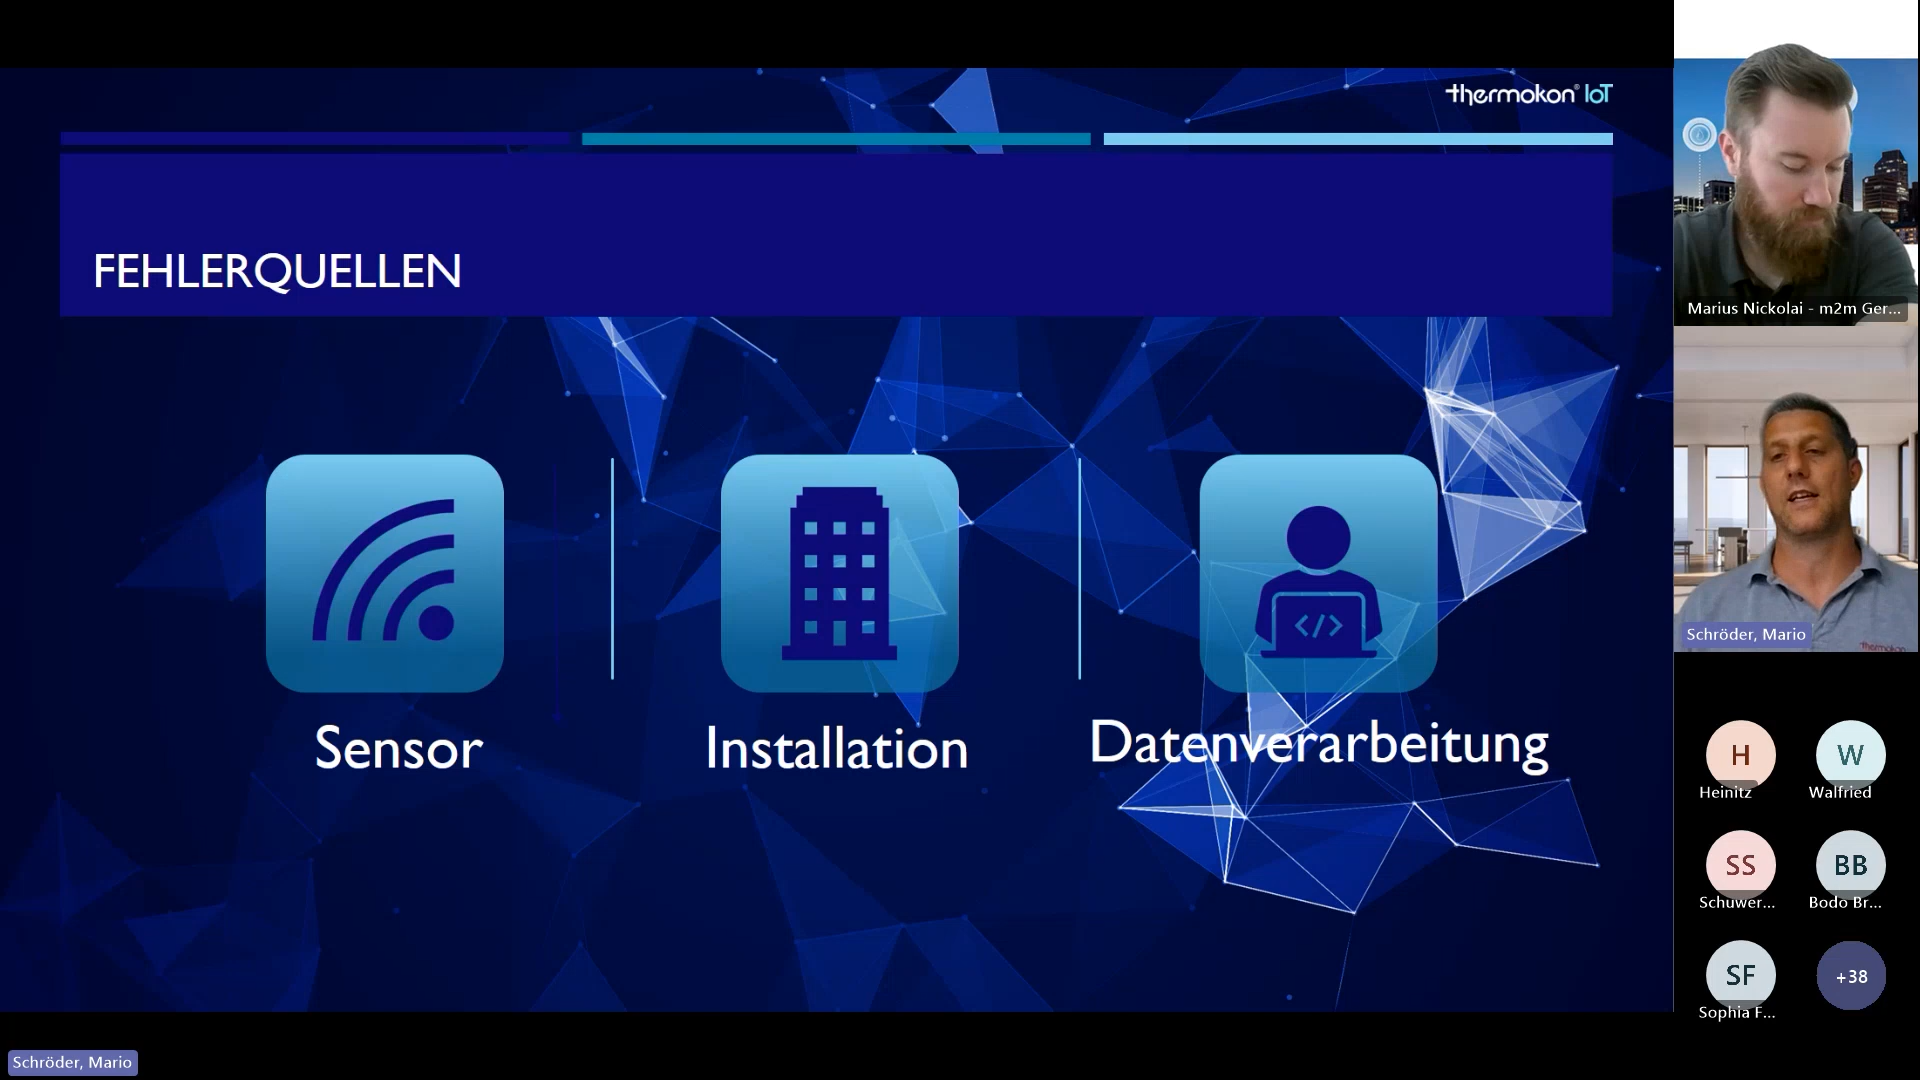 thermokon® IoT
FEHLERQUELLEN
Sensor
Installation
Datenverarbeitung
</>
Marius Nickolai - m2m Ger...
thermokon
Schröder, Mario
H
Heinitz
W
Walfried
SS
Schuwer...
BB
Bodo Br...
SF
Sophia F...
+38
Schröder, Mario